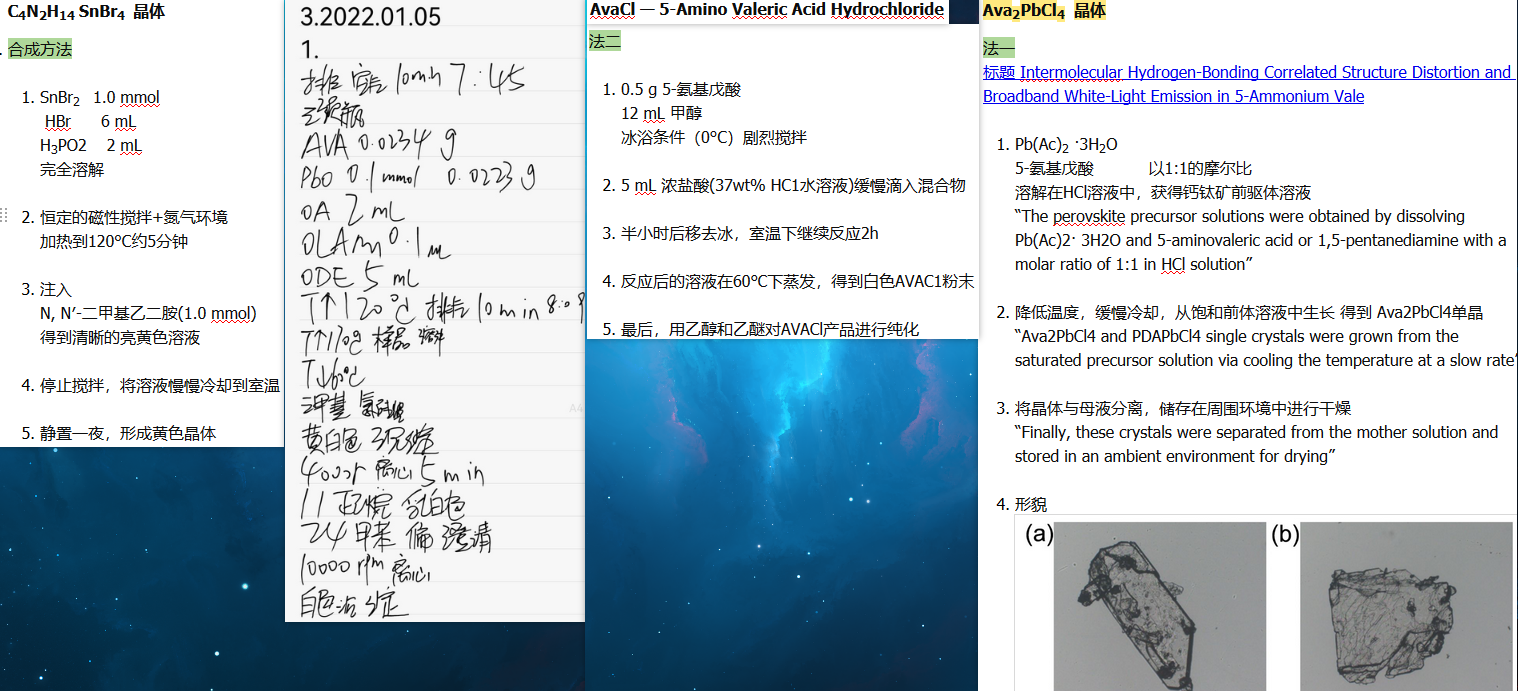 C₄N₂H₁₄ SnBr₄ 晶体
合成方法
1. SnBr₂ 1.0 mmol
HBr 6 mL
H₃PO2 2 mL
完全溶解
2. 恒定的磁性搅拌+氮气环境
加热到120°C约5分钟
3. 注入
N, N′-二甲基乙二胺(1.0 mmol)
得到清晰的亮黄色溶液
4. 停止搅拌，将溶液慢慢冷却到室温
5. 静置一夜，形成黄色晶体
3.2022.01.05
1.
排空气 10min 7:45
三颈瓶
AVA 0.0234 g
PbO 0.1mmol 0.0223 g
OA 2 mL
OLAm 0.1 m
ODE 5 mL
T↑120℃ 排气 10min 8:0
T↑170℃ 样品 溶解
T↓60℃
三甲基氯硅烷
黄白色 沉淀
4000r 离心 5 min
11 正己烷 乳白色
24 甲苯 偏 澄清
10000 rpm 离心
白色沉淀
AvaCl — 5-Amino Valeric Acid Hydrochloride
法二
1. 0.5 g 5-氨基戊酸
12 mL 甲醇
冰浴条件（0°C）剧烈搅拌
2. 5 mL 浓盐酸(37wt% HC1水溶液)缓慢滴入混合物
3. 半小时后移去冰，室温下继续反应2h
4. 反应后的溶液在60°C下蒸发，得到白色AVAC1粉末
5. 最后，用乙醇和乙醚对AVACl产品进行纯化
Ava₂PbCl₄ 晶体
法一
标题 Intermolecular Hydrogen-Bonding Correlated Structure Distortion and
Broadband White-Light Emission in 5-Ammonium Vale
1. Pb(Ac)₂ ·3H₂O
5-氨基戊酸 以1:1的摩尔比
溶解在HCl溶液中，获得钙钛矿前驱体溶液
“The perovskite precursor solutions were obtained by dissolving
Pb(Ac)2· 3H2O and 5-aminovaleric acid or 1,5-pentanediamine with a
molar ratio of 1:1 in HCl solution”
2. 降低温度，缓慢冷却，从饱和前体溶液中生长 得到 Ava2PbCl4单晶
“Ava2PbCl4 and PDAPbCl4 single crystals were grown from the
saturated precursor solution via cooling the temperature at a slow rate”
3. 将晶体与母液分离，储存在周围环境中进行干燥
“Finally, these crystals were separated from the mother solution and
stored in an ambient environment for drying”
4. 形貌
(a) (b)